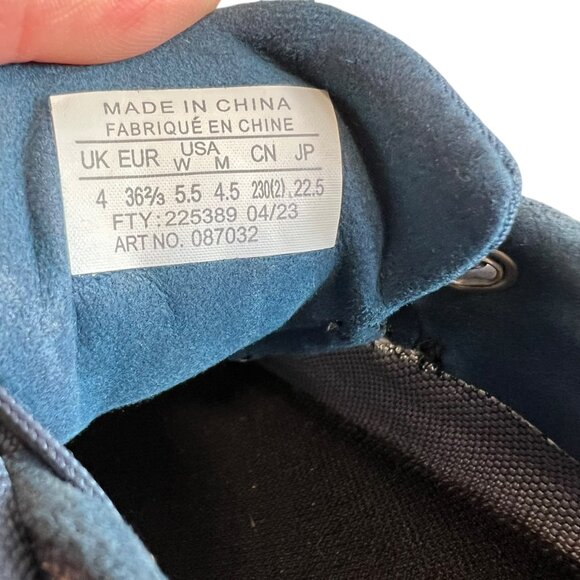 MADE IN CHINA
FABRIQUÉ EN CHINE
UK EUR USA W M CN JP
4 36⅔ 5.5 4.5 230(2) 22.5
FTY: 225389 04/23
ART NO. 087032